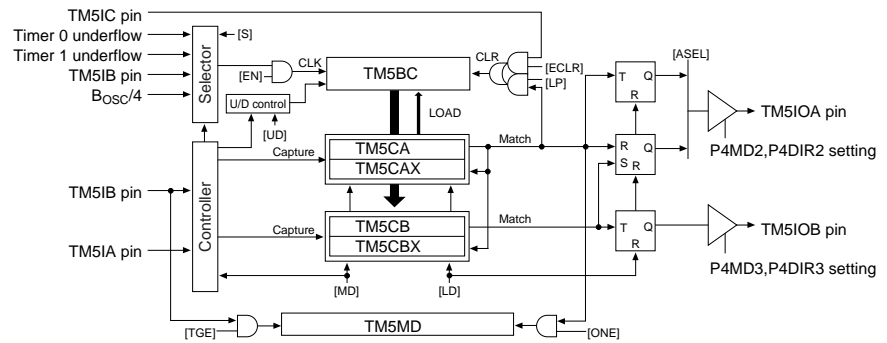 TM5IC pin
Timer 0 underflow
Timer 1 underflow
TM5IB pin
BOSC/4
Selector
[S]
[EN]
CLK
U/D control
[UD]
TM5BC
CLR
[ECLR]
[LP]
LOAD
TM5CA
TM5CAX
Capture
Match
TM5CB
TM5CBX
Capture
Match
TM5IB pin
TM5IA pin
Controller
[MD]
[LD]
[TGE]
TM5MD
[ONE]
T Q
R
R Q
S R
T Q
R
[ASEL]
TM5IOA pin
P4MD2,P4DIR2 setting
TM5IOB pin
P4MD3,P4DIR3 setting